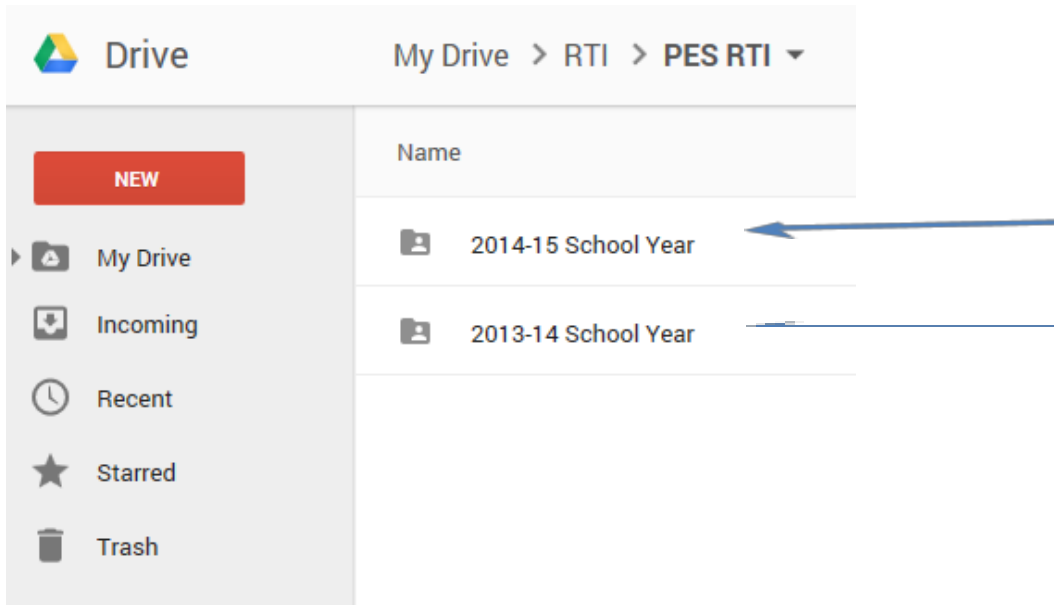 Drive
My Drive > RTI > PES RTI
NEW
My Drive
Incoming
Recent
Starred
Trash
Name
2014-15 School Year
2013-14 School Year